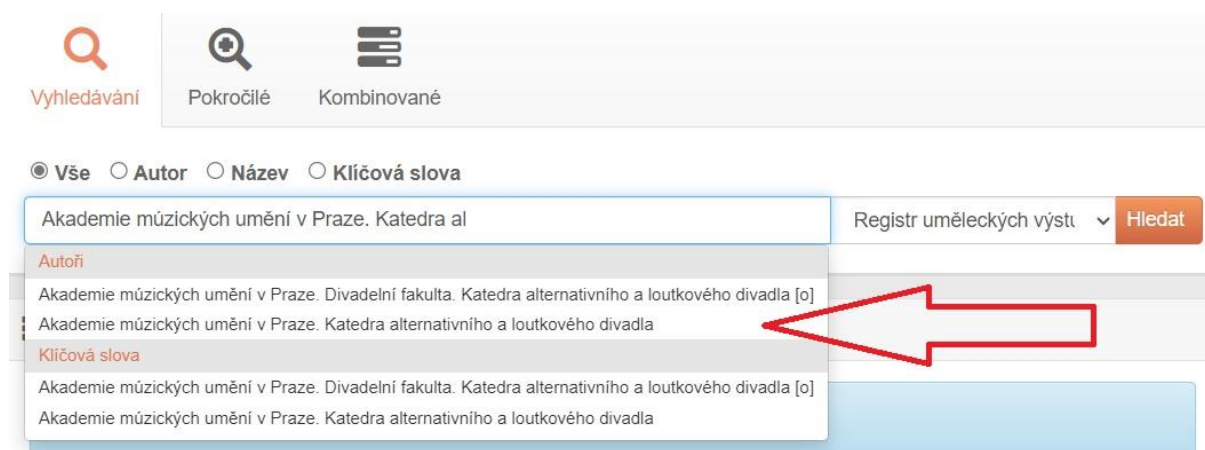 Vyhledávání Pokročilé Kombinované
Vše Autor Název Klíčová slova
Akademie múzických umění v Praze. Katedra al Registr uměleckých výstu Hledat
Autoři
Akademie múzických umění v Praze. Divadelní fakulta. Katedra alternativního a loutkového divadla [o]
Akademie múzických umění v Praze. Katedra alternativního a loutkového divadla
Klíčová slova
Akademie múzických umění v Praze. Divadelní fakulta. Katedra alternativního a loutkového divadla [o]
Akademie múzických umění v Praze. Katedra alternativního a loutkového divadla